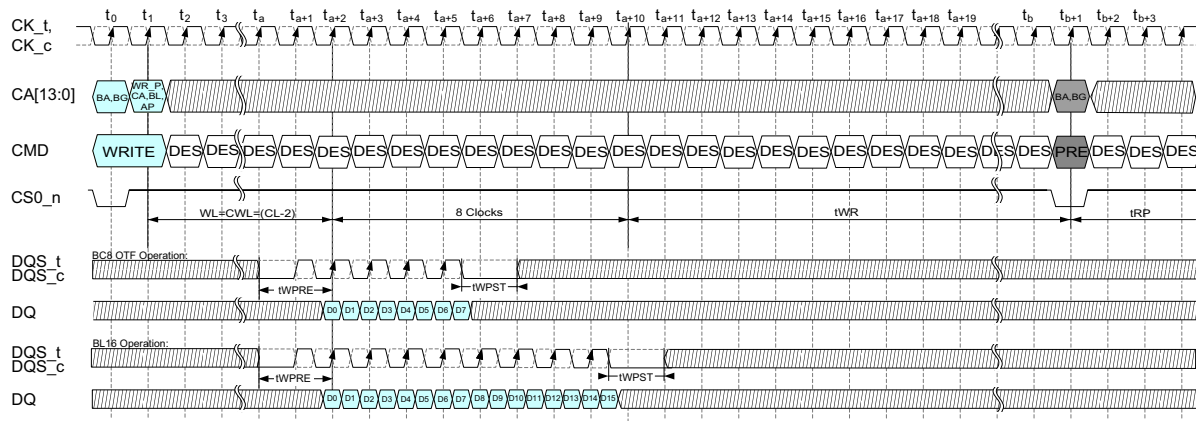 t0 t1 t2 t3 ta ta+1 ta+2 ta+3 ta+4 ta+5 ta+6 ta+7 ta+8 ta+9 ta+10 ta+11 ta+12 ta+13 ta+14 ta+15 ta+16 ta+17 ta+18 ta+19 tb tb+1 tb+2 tb+3
CK_t,
CK_c
WR_P,
CA[13:0] BA,BG CA,BL, BA,BG
AP
CMD WRITE DES DES DES DES DES DES DES DES DES DES DES DES DES DES DES DES DES DES DES DES DES DES DES PRE DES DES DES
CS0_n
WL=CWL=(CL-2) 8 Clocks tWR tRP
BC8 OTF Operation:
DQS_t
DQS_c
tWPRE tWPST
DQ D0 D1 D2 D3 D4 D5 D6 D7
BL16 Operation:
DQS_t
DQS_c
tWPRE tWPST
DQ D0 D1 D2 D3 D4 D5 D6 D7 D8 D9 D10 D11 D12 D13 D14 D15